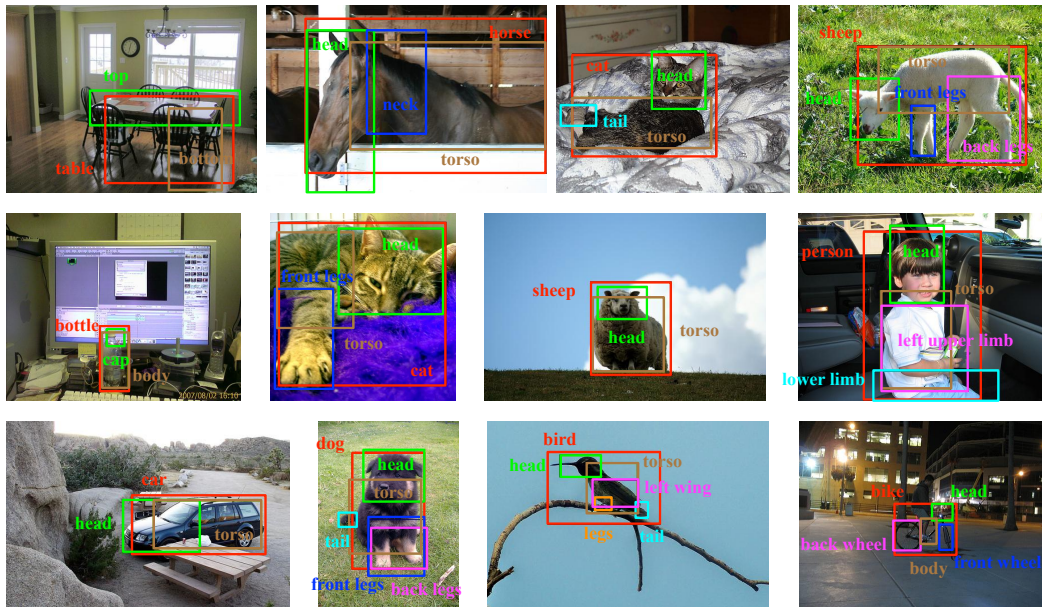 top
table
bottom
head
horse
neck
torso
cat
head
tail
torso
sheep
torso
head
front legs
back legs
bottle
cap
body
2007/08/02 16:10
head
front legs
torso
cat
sheep
head
torso
person
head
torso
left upper limb
lower limb
car
head
torso
dog
head
torso
tail
front legs
back legs
bird
head
torso
left wing
legs
tail
bike
head
back wheel
front wheel
body